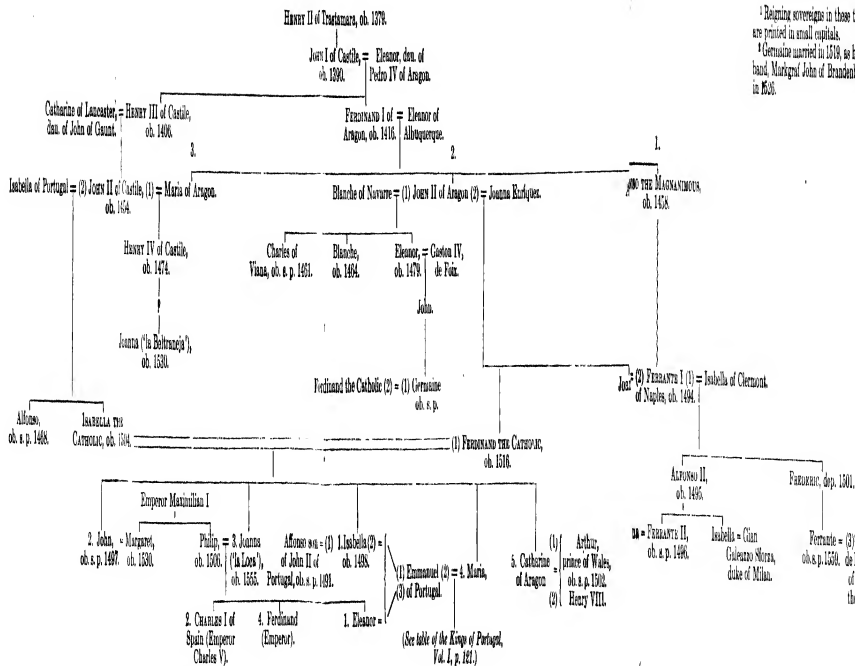 HENRY II of Trastamara, ob. 1379.
¹ Reigning sovereigns in these t
are printed in small capitals.
² Germaine married in 1519, as h
band, Markgraf John of Brandenb
in 1526.
JOHN I of Castile, = Eleanor, dau. of
ob. 1390. Pedro IV of Aragon.
Catharine of Lancaster, = HENRY III of Castile,
dau. of John of Gaunt. ob. 1406.
FERDINAND I of = Eleanor of
Aragon, ob. 1416. Albuquerque.
3. 2. 1.
Isabella of Portugal = (2) JOHN II of Castile, (1) = Maria of Aragon.
ob. 1454.
Blanche of Navarre = (1) JOHN II of Aragon (2) = Joanna Enriquez.
THE MAGNANIMOUS,
ob. 1458.
HENRY IV of Castile,
ob. 1474.
Charles of
Viana, ob. s. p. 1461.
Blanche,
ob. 1464.
Eleanor, = Gaston IV,
ob. 1479. de Foix.
John.
?
Joanna ('la Beltraneja'),
ob. 1530.
Ferdinand the Catholic (2) = (1) Germaine
ob. s. p.
= (2) FERRANTE I (1) = Isabella of Clermont.
of Naples, ob. 1494.
Alfonso,
ob. s. p. 1468.
ISABELLA THE
CATHOLIC, ob. 1504.
(1) FERDINAND THE CATHOLIC,
ob. 1516.
ALFONSO II,
ob. 1495.
FREDERIC, dep. 1501,
Emperor Maximilian I
2. John, = Margaret,
ob. s. p. 1497. ob. 1530.
Philip, = 3. Joanna
ob. 1506. ('la Loca'),
ob. 1555.
Affonso son = (1) 1. Isabella (2) =
of John II of ob. 1498.
Portugal, ob. s. p. 1491.
(1) Emmanuel (2) = 4. Maria,
(3) of Portugal.
5. Catharine =
of Aragon
(1) Arthur,
prince of Wales,
ob. s. p. 1502.
(2) Henry VIII.
= FERRANTE II,
ob. s. p. 1496.
Isabella = Gian
Galeazzo Sforza,
duke of Milan.
Ferrante = (3)
ob. s. p. 1550. de
of
the
2. CHARLES I of
Spain (Emperor
Charles V).
4. Ferdinand
(Emperor).
1. Eleanor =
(See table of the Kings of Portugal,
Vol. I, p. 121.)